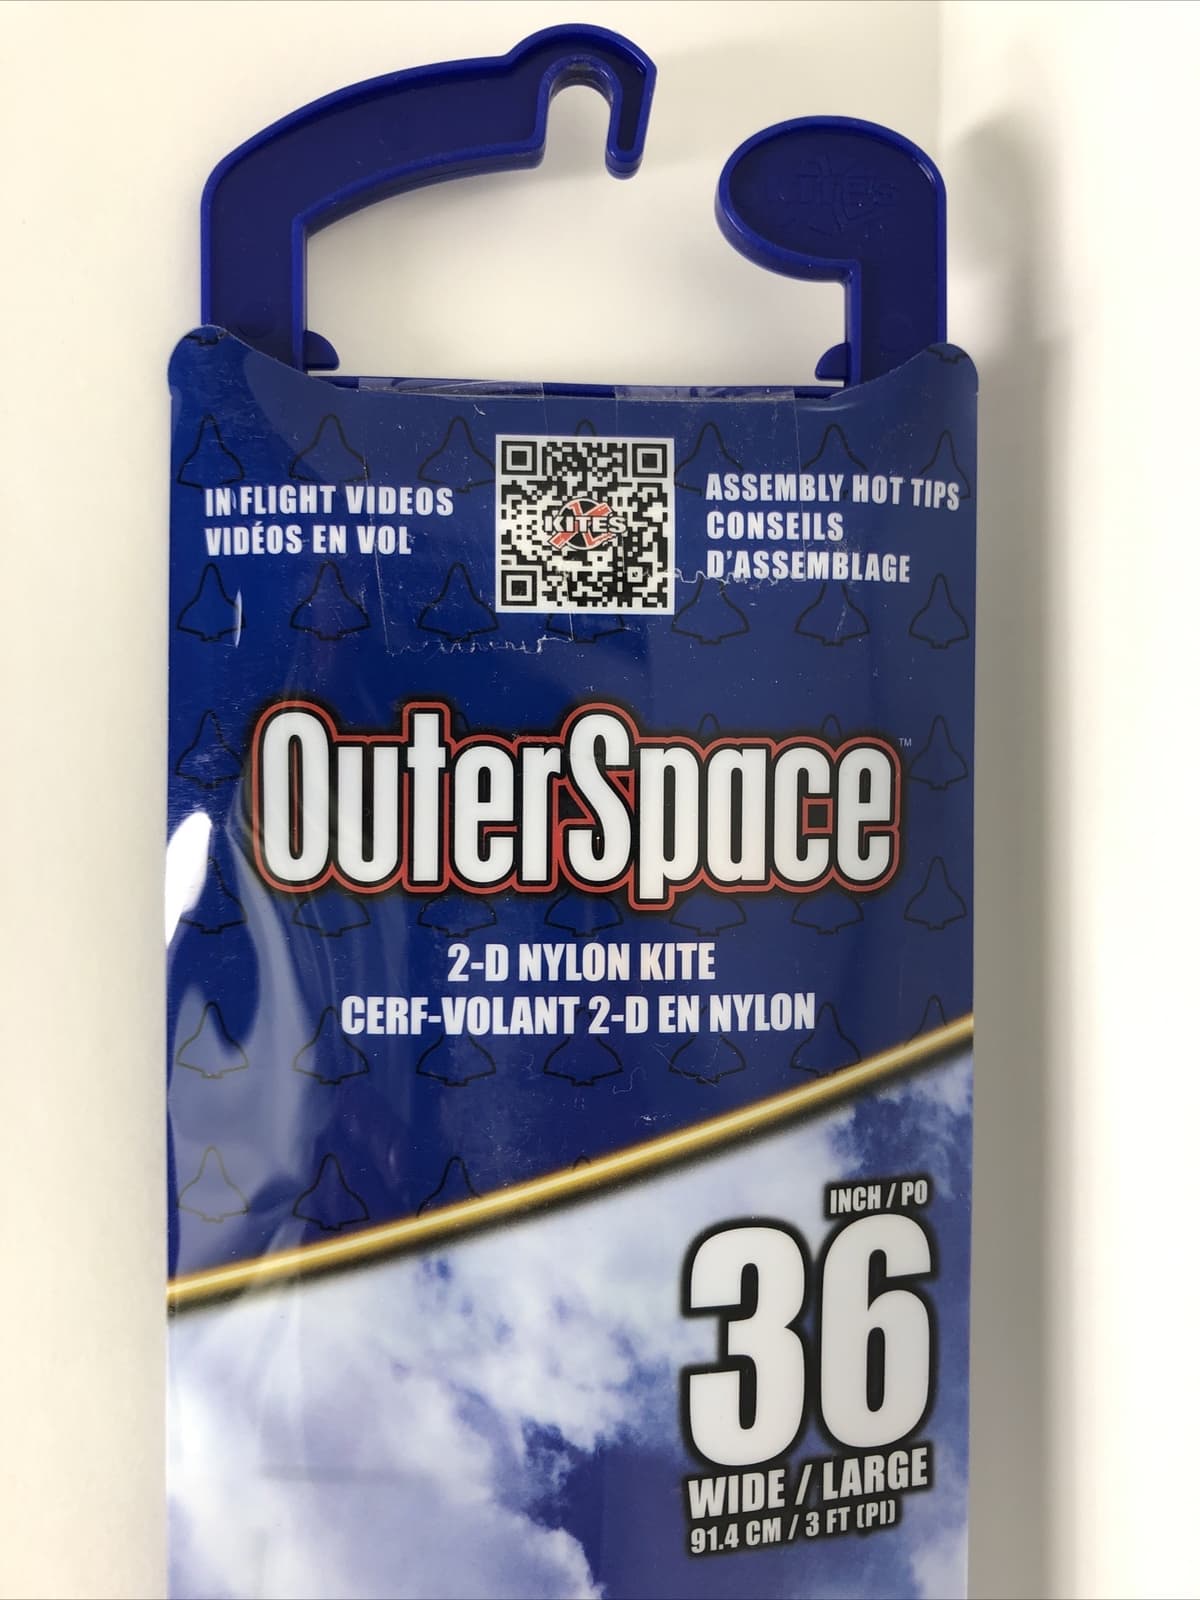 KITES
IN FLIGHT VIDEOS
VIDÉOS EN VOL
KITES
ASSEMBLY HOT TIPS
CONSEILS
D'ASSEMBLAGE
OuterSpace™
2-D NYLON KITE
CERF-VOLANT 2-D EN NYLON
INCH / PO
36
WIDE / LARGE
91.4 CM / 3 FT (PI)